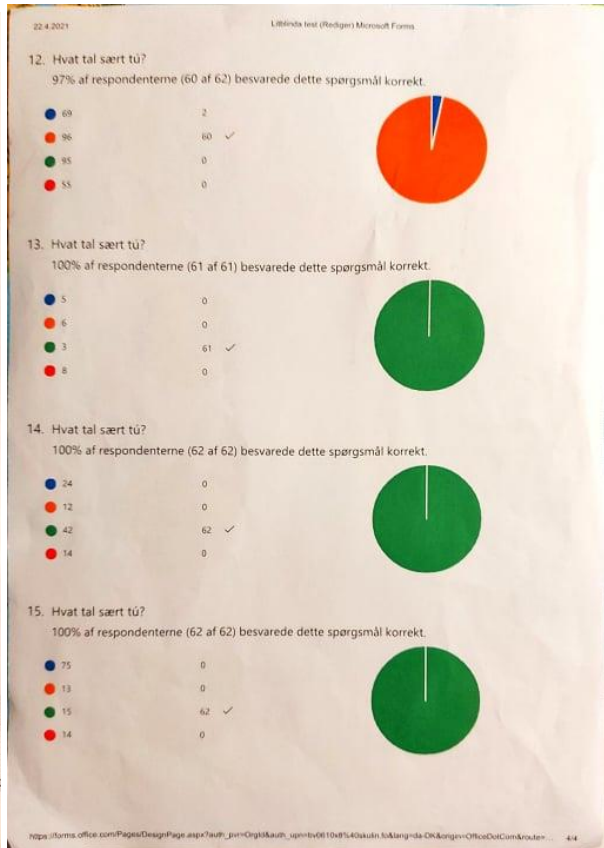 22.4.2021
Litblinda test (Rediger) Microsoft Forms
12. Hvat tal sært tú?
97% af respondenterne (60 af 62) besvarede dette spørgsmål korrekt.
69 2
96 60 ✓
95 0
55 0
13. Hvat tal sært tú?
100% af respondenterne (61 af 61) besvarede dette spørgsmål korrekt.
5 0
6 0
3 61 ✓
8 0
14. Hvat tal sært tú?
100% af respondenterne (62 af 62) besvarede dette spørgsmål korrekt.
24 0
12 0
42 62 ✓
14 0
15. Hvat tal sært tú?
100% af respondenterne (62 af 62) besvarede dette spørgsmål korrekt.
75 0
13 0
15 62 ✓
14 0
4/4